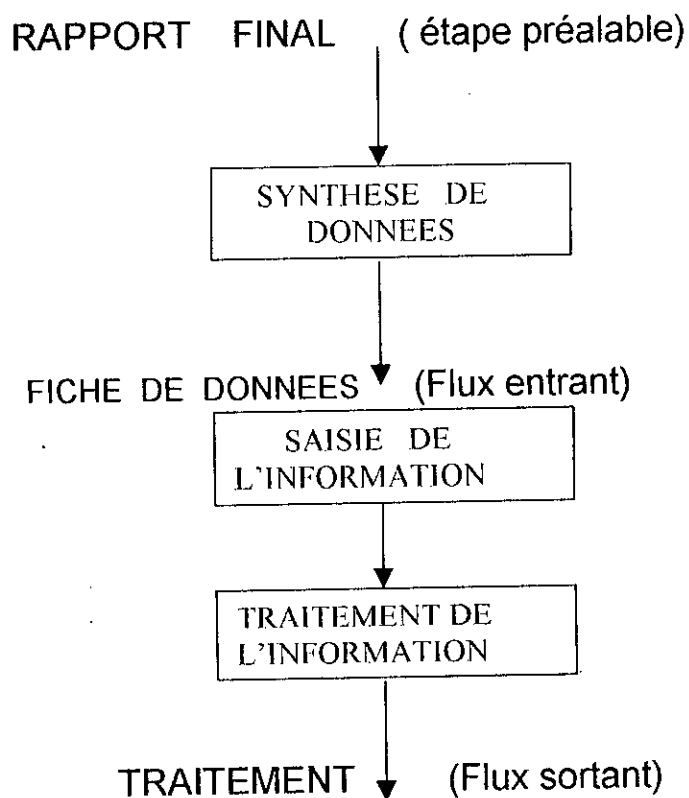 RAPPORT FINAL ( étape préalable)
SYNTHESE DE
DONNEES
FICHE DE DONNEES (Flux entrant)
SAISIE DE
L'INFORMATION
TRAITEMENT DE
L'INFORMATION
TRAITEMENT (Flux sortant)